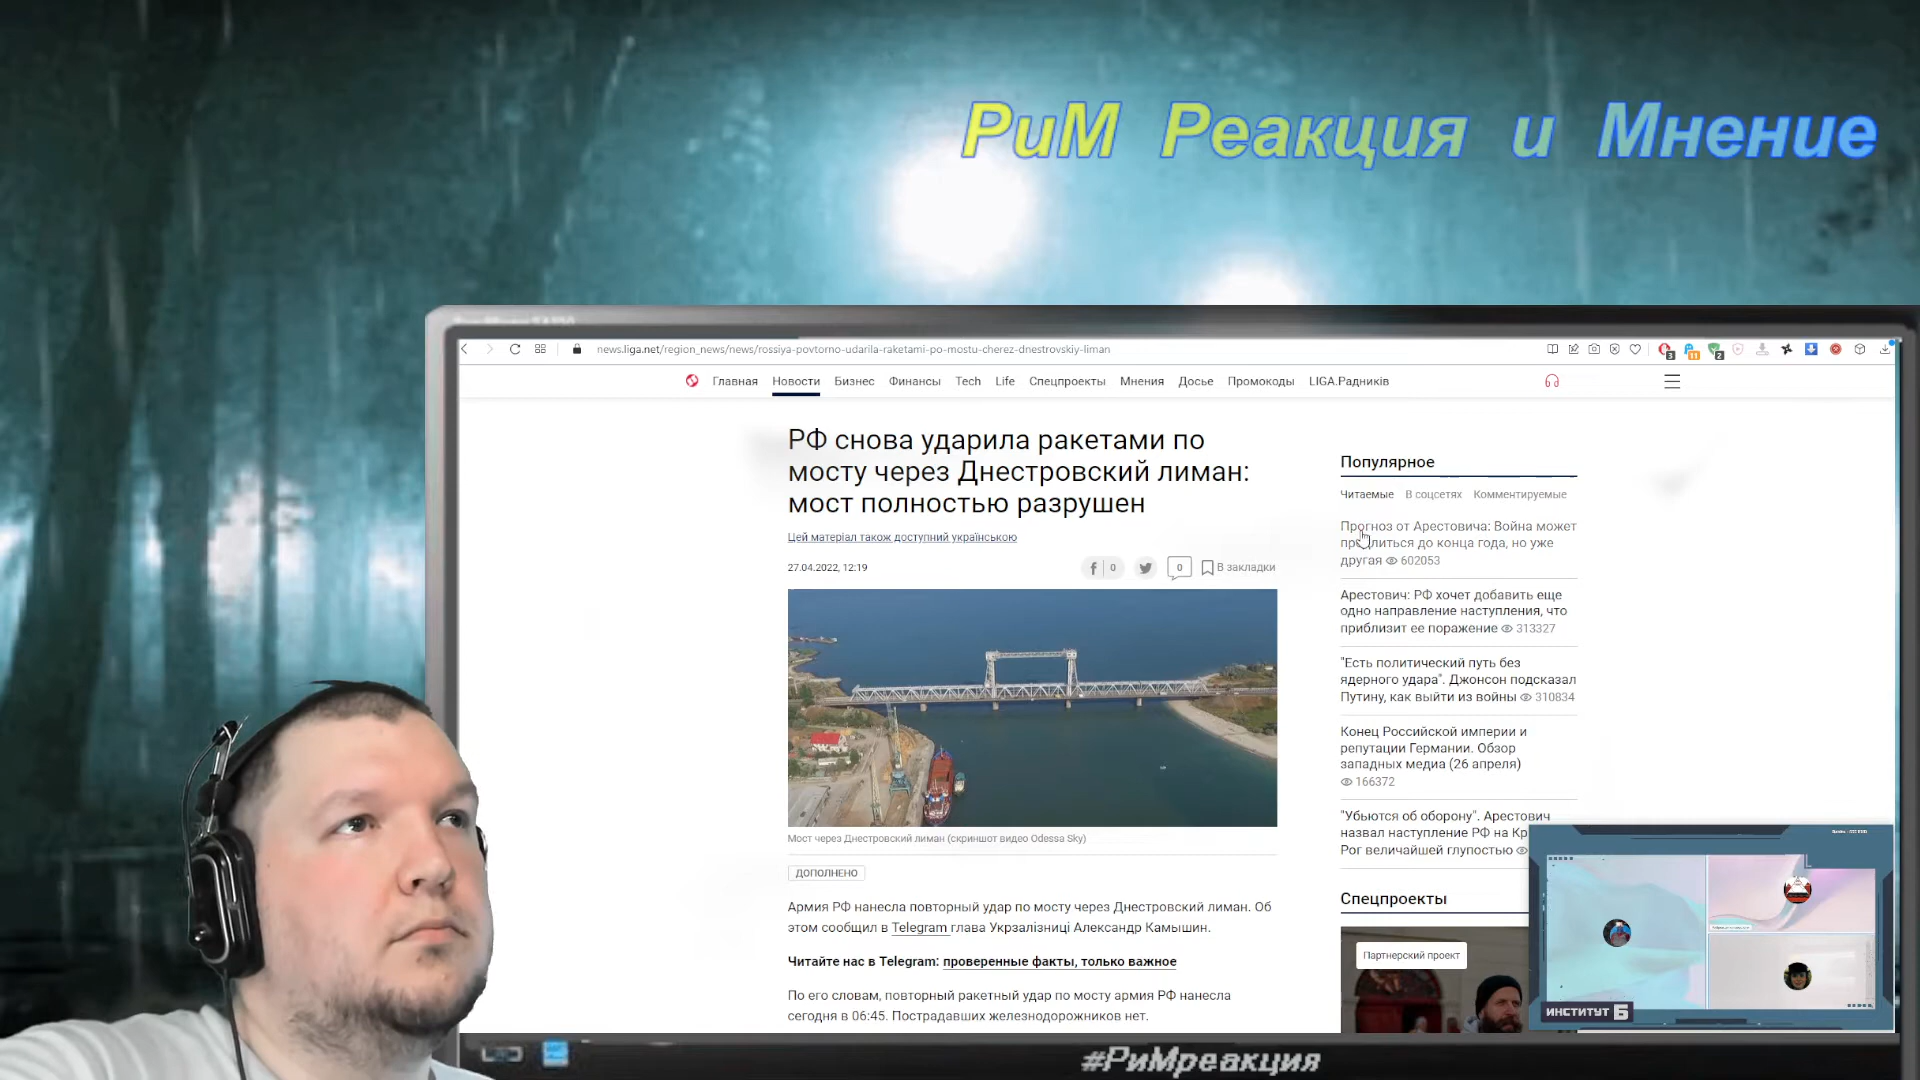 РиМ Реакция и Мнение
news.liga.net/region_news/news/rossiya-povtorno-udarila-raketami-po-mostu-cherez-dnestrovskiy-liman
3
11
2
Главная Новости Бизнес Финансы Tech Life Спецпроекты Мнения Досье Промокоды LIGA.Радників
РФ снова ударила ракетами по
мосту через Днестровский лиман:
мост полностью разрушен
Цей матеріал також доступний українською
27.04.2022, 12:19
0
0
В закладки
Мост через Днестровский лиман (скриншот видео Odessa Sky)
ДОПОЛНЕНО
Армия РФ нанесла повторный удар по мосту через Днестровский лиман. Об
этом сообщил в Telegram глава Укрзалізниці Александр Камышин.
Читайте нас в Telegram: проверенные факты, только важное
По его словам, повторный ракетный удар по мосту армия РФ нанесла
сегодня в 06:45. Пострадавших железнодорожников нет.
Популярное
Читаемые В соцсетях Комментируемые
Прогноз от Арестовича: Война может
продлиться до конца года, но уже
другая 602053
Арестович: РФ хочет добавить еще
одно направление наступления, что
приблизит ее поражение 313327
"Есть политический путь без
ядерного удара". Джонсон подсказал
Путину, как выйти из войны 310834
Конец Российской империи и
репутации Германии. Обзор
западных медиа (26 апреля)
166372
"Убьются об оборону". Арестович
назвал наступление РФ на Кр
Рог величайшей глупостью
Спецпроекты
Партнерский проект
ИНСТИТУТ Б
#РиМреакция